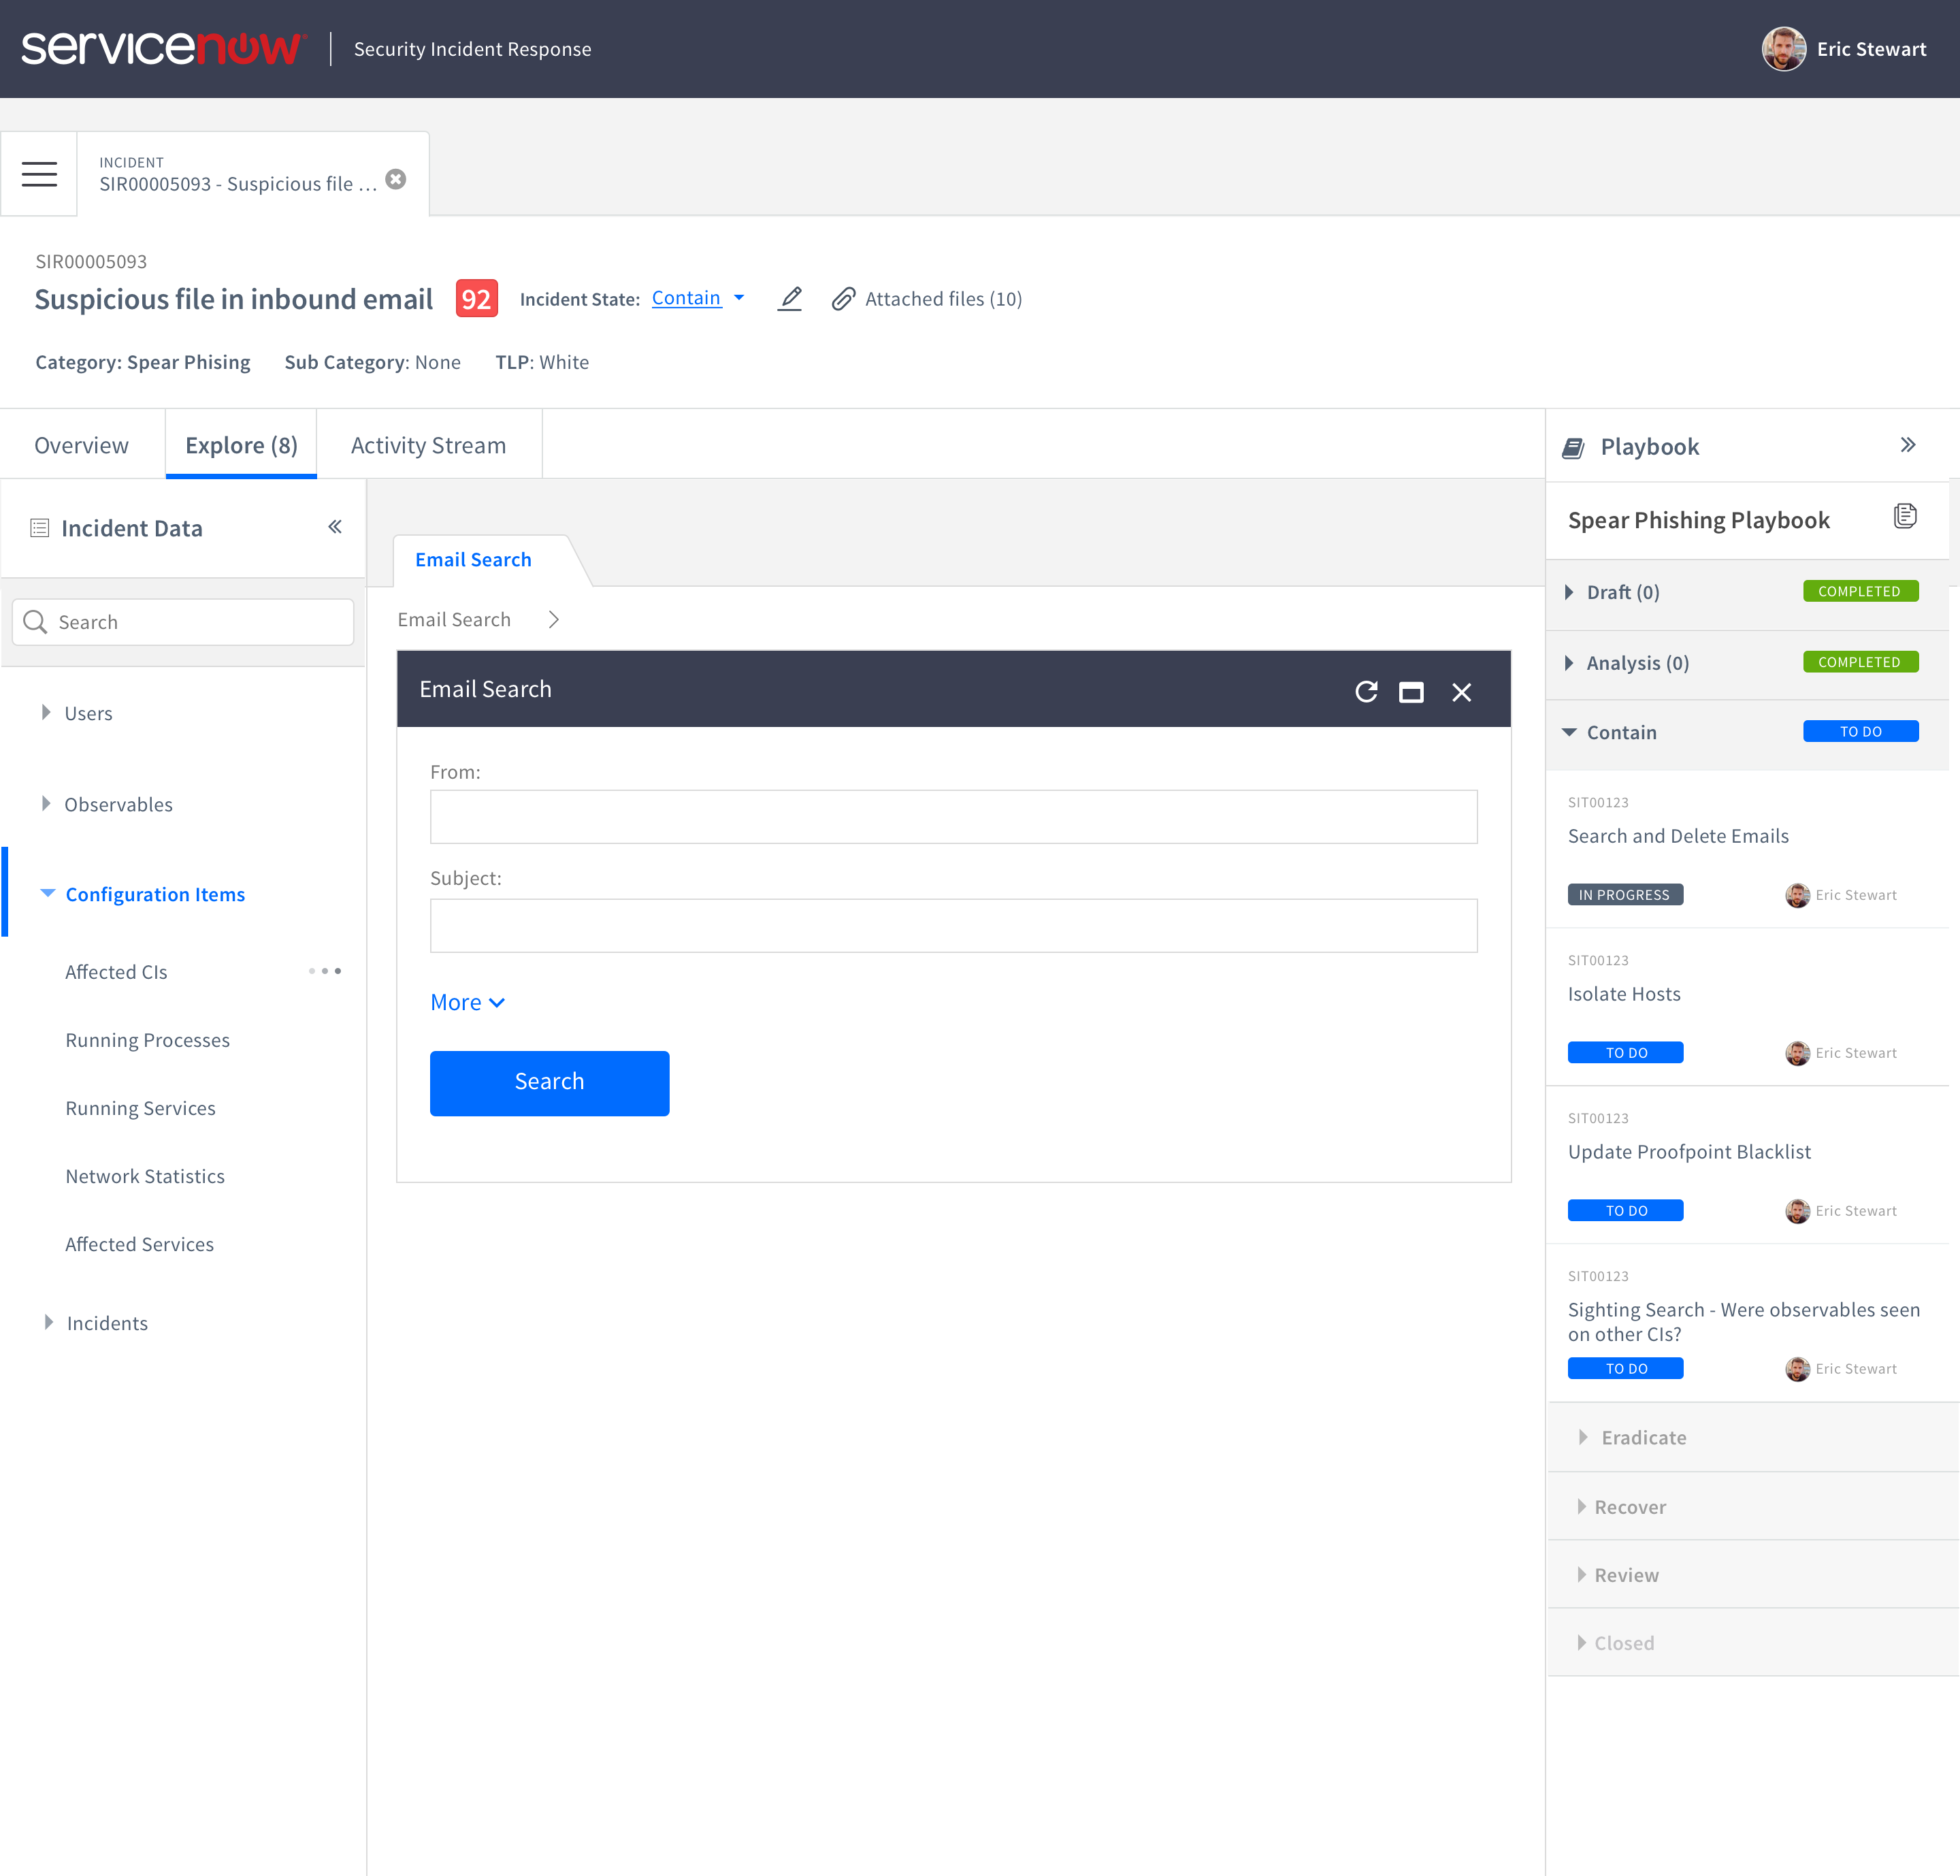 servicenow
Security Incident Response
Eric Stewart
INCIDENT
SIR00005093 - Suspicious file ...
SIR00005093
Suspicious file in inbound email
92
Incident State: Contain
Attached files (10)
Category: Spear Phising
Sub Category: None
TLP: White
Overview
Explore (8)
Activity Stream
Incident Data
Search
Users
Observables
Configuration Items
Affected CIs
Running Processes
Running Services
Network Statistics
Affected Services
Incidents
Email Search
Email Search
Email Search
From:
Subject:
More
Search
Playbook
Spear Phishing Playbook
Draft (0)
COMPLETED
Analysis (0)
COMPLETED
Contain
TO DO
SIT00123
Search and Delete Emails
IN PROGRESS
Eric Stewart
SIT00123
Isolate Hosts
TO DO
Eric Stewart
SIT00123
Update Proofpoint Blacklist
TO DO
Eric Stewart
SIT00123
Sighting Search - Were observables seen
on other CIs?
TO DO
Eric Stewart
Eradicate
Recover
Review
Closed